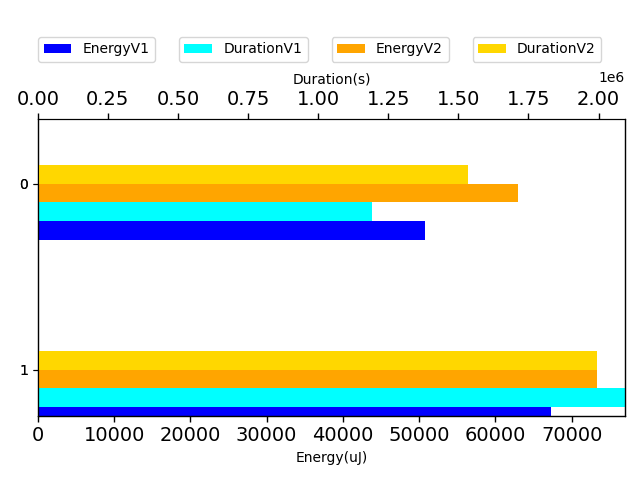 EnergyV1 DurationV1 EnergyV2 DurationV2
Duration(s)
1e6
0.00 0.25 0.50 0.75 1.00 1.25 1.50 1.75 2.00
0
1
0 10000 20000 30000 40000 50000 60000 70000
Energy(uJ)